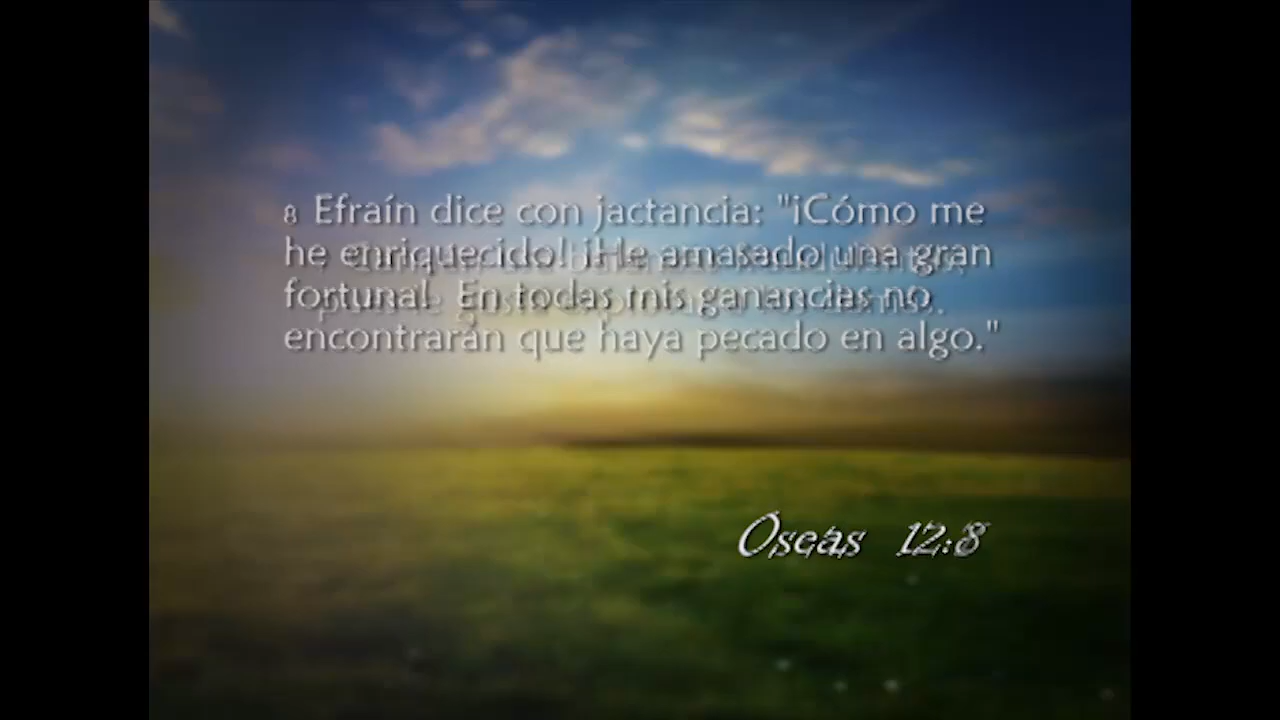 8 Efraín dice con jactancia: "¡Cómo me
he enriquecido! ¡He amasado una gran
fortuna!. En todas mis ganancias no
encontrarán que haya pecado en algo."
Oseas 12:8